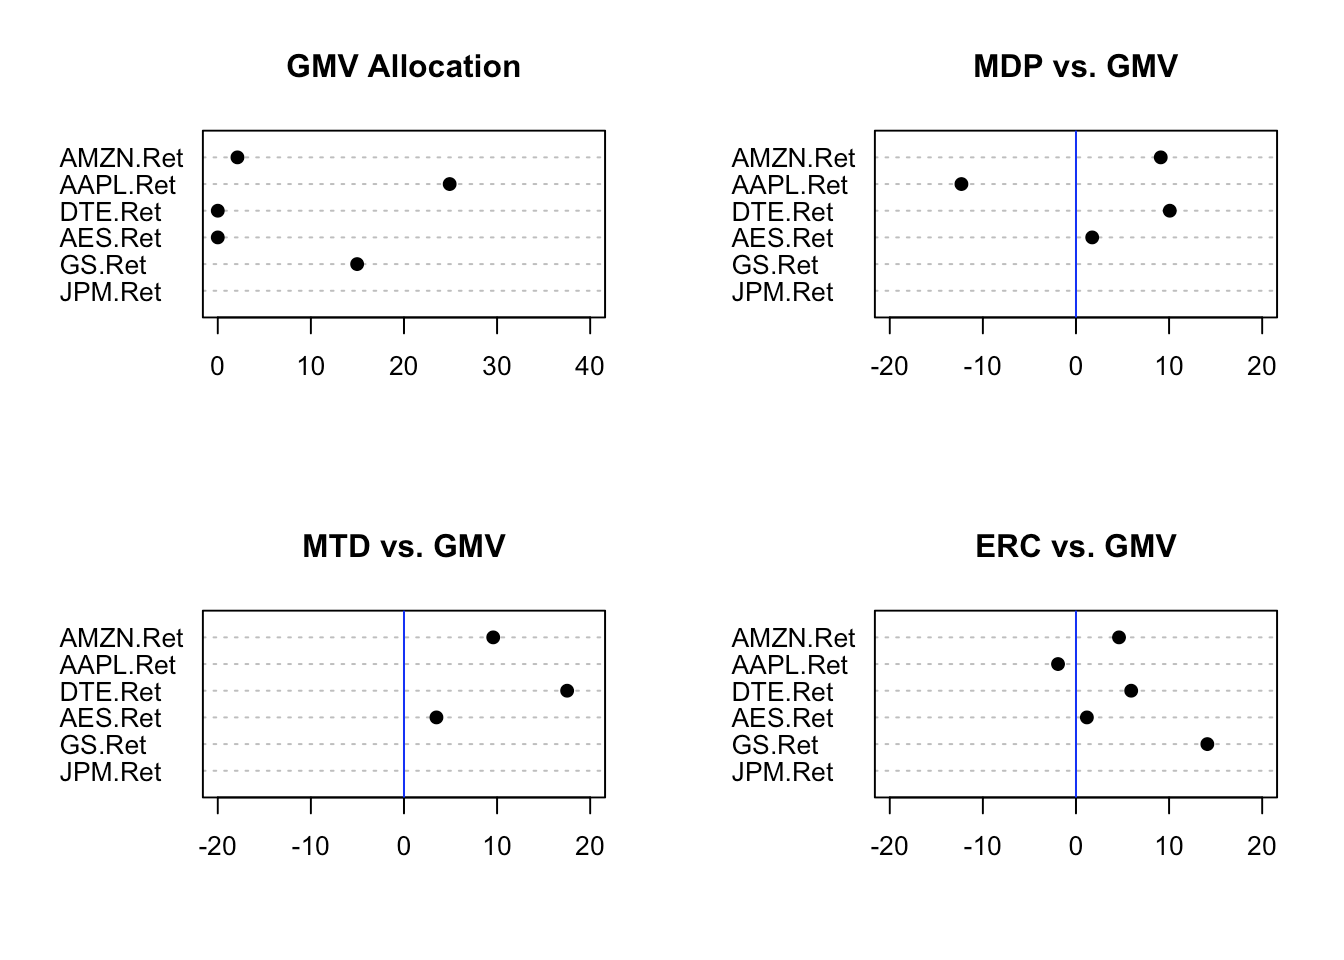 GMV Allocation
AMZN.Ret
AAPL.Ret
DTE.Ret
AES.Ret
GS.Ret
JPM.Ret
0 10 20 30 40
MDP vs. GMV
AMZN.Ret
AAPL.Ret
DTE.Ret
AES.Ret
GS.Ret
JPM.Ret
-20 -10 0 10 20
MTD vs. GMV
AMZN.Ret
AAPL.Ret
DTE.Ret
AES.Ret
GS.Ret
JPM.Ret
-20 -10 0 10 20
ERC vs. GMV
AMZN.Ret
AAPL.Ret
DTE.Ret
AES.Ret
GS.Ret
JPM.Ret
-20 -10 0 10 20